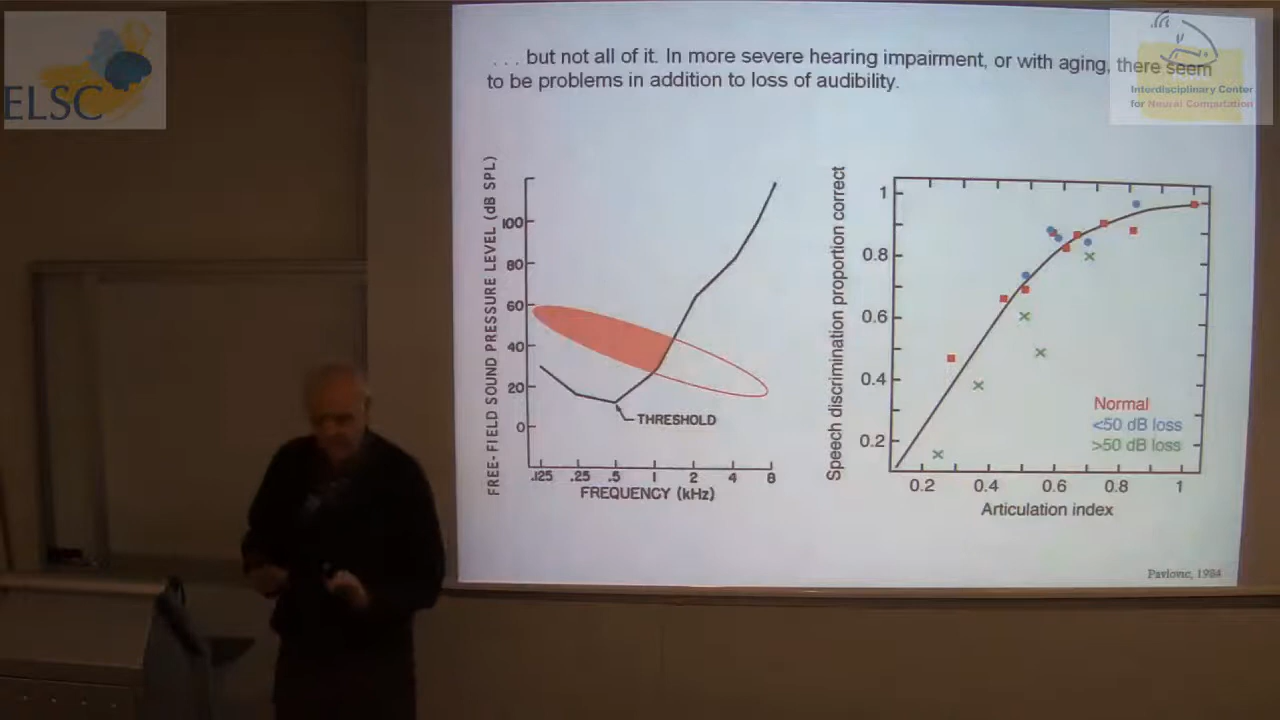 ELSC
Interdisciplinary Center
for Neural Computation
. . . but not all of it. In more severe hearing impairment, or with aging, there seem
to be problems in addition to loss of audibility.
FREE-FIELD SOUND PRESSURE LEVEL (dB SPL)
100
80
60
40
20
0
THRESHOLD
.125 .25 .5 1 2 4 8
FREQUENCY (kHz)
Speech discrimination proportion correct
1
0.8
0.6
0.4
0.2
Normal
<50 dB loss
>50 dB loss
0.2 0.4 0.6 0.8 1
Articulation index
Pavlovic, 1984